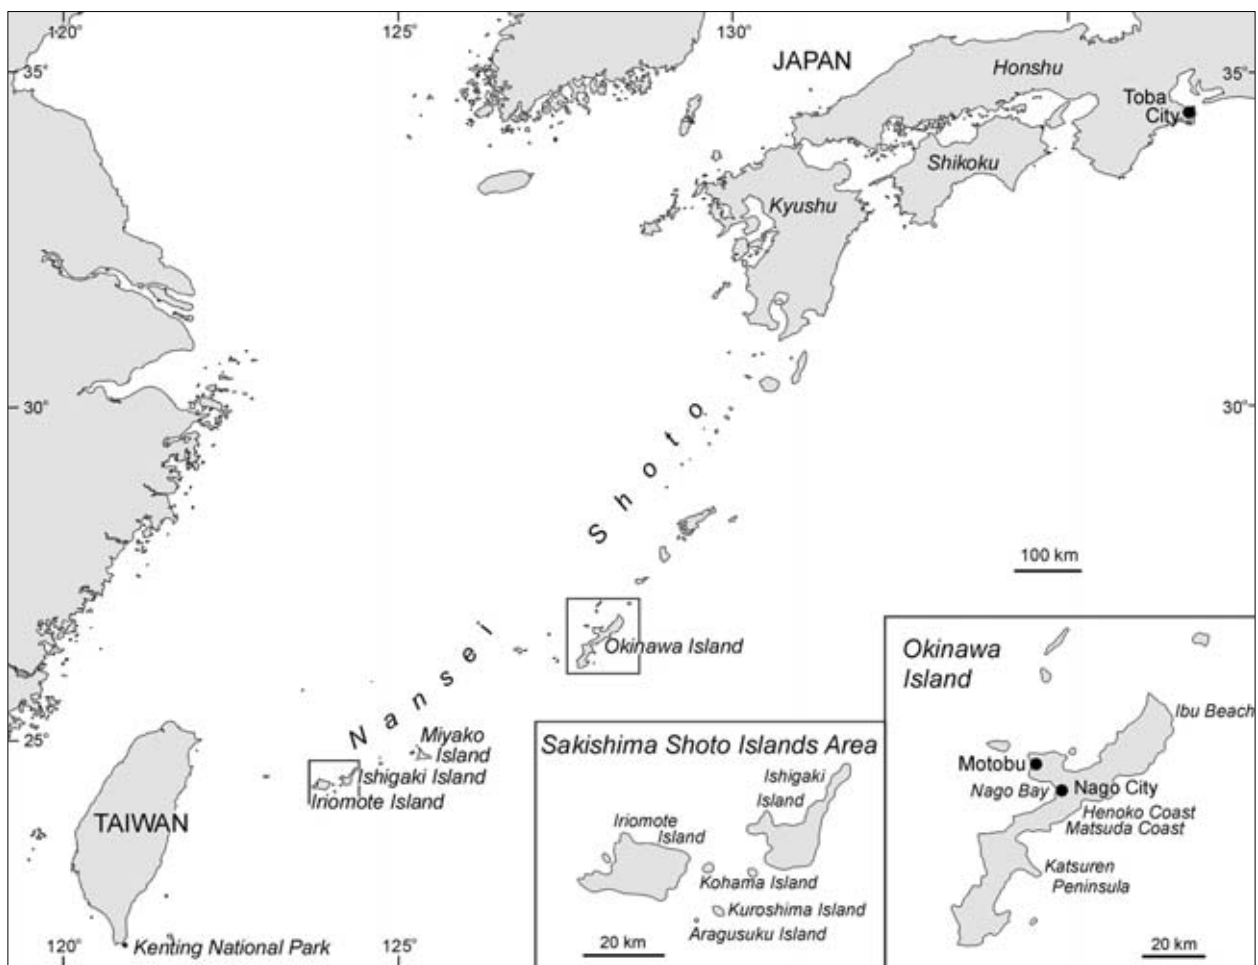 120°
125°
130°
35°
JAPAN
Honshu
35°
Toba
City
Shikoku
Kyushu
30°
30°
Nansei Shoto
100 km
Okinawa Island
Okinawa
Island
Ibu Beach
Motobu
Nago Bay
Nago City
Henoko Coast
Matsuda Coast
Katsuren
Peninsula
20 km
25°
Miyako
Island
Ishigaki Island
Iriomote Island
TAIWAN
Sakishima Shoto Islands Area
Ishigaki
Island
Iriomote
Island
Kohama Island
Kuroshima Island
Aragusuku Island
20 km
120°
Kenting National Park
125°